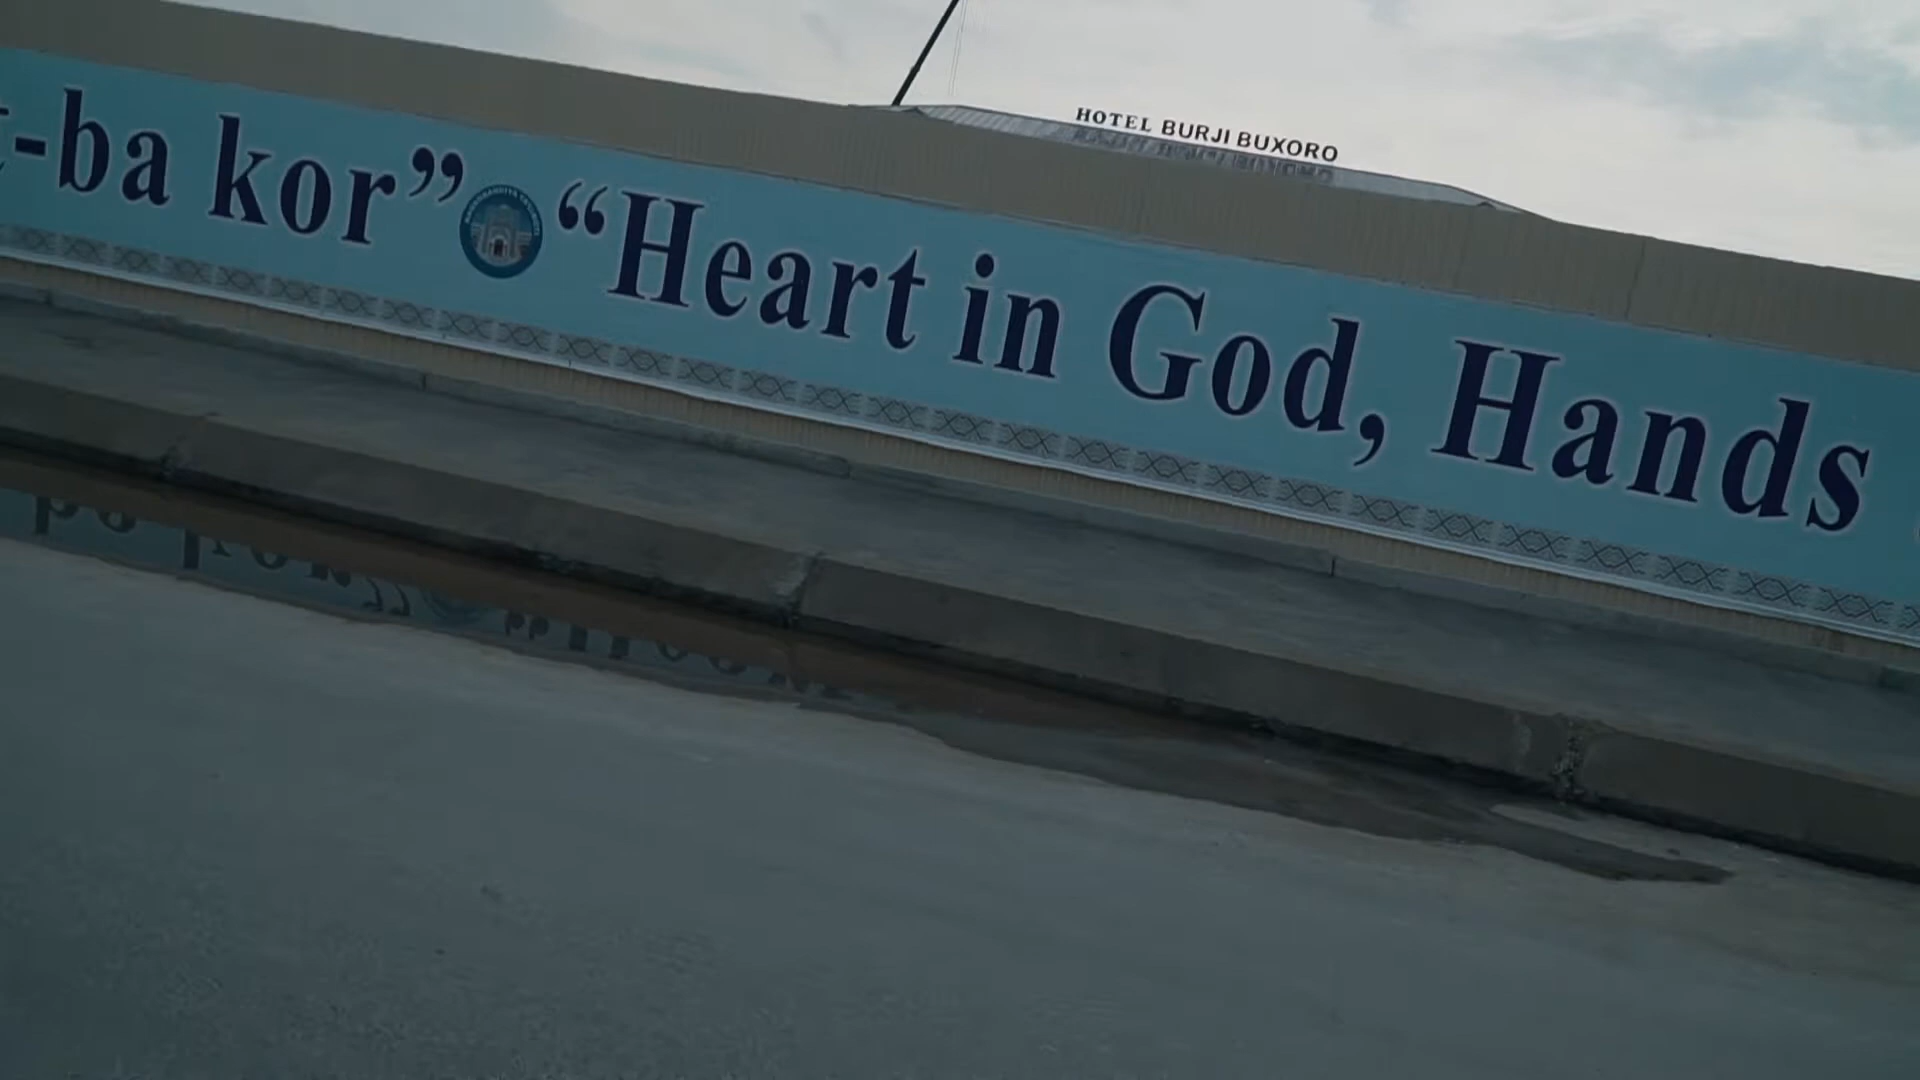 HOTEL BURJI BUXORO
-ba kor” “Heart in God, Hands